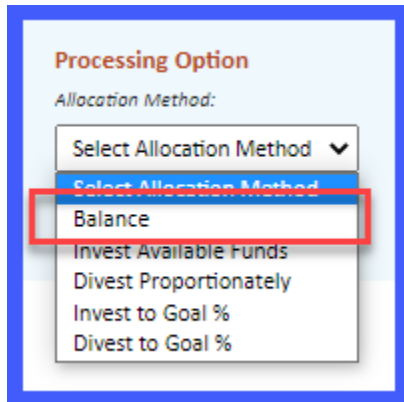 Processing Option
Allocation Method:
Select Allocation Method
Select Allocation Method
Balance
Invest Available Funds
Divest Proportionately
Invest to Goal %
Divest to Goal %